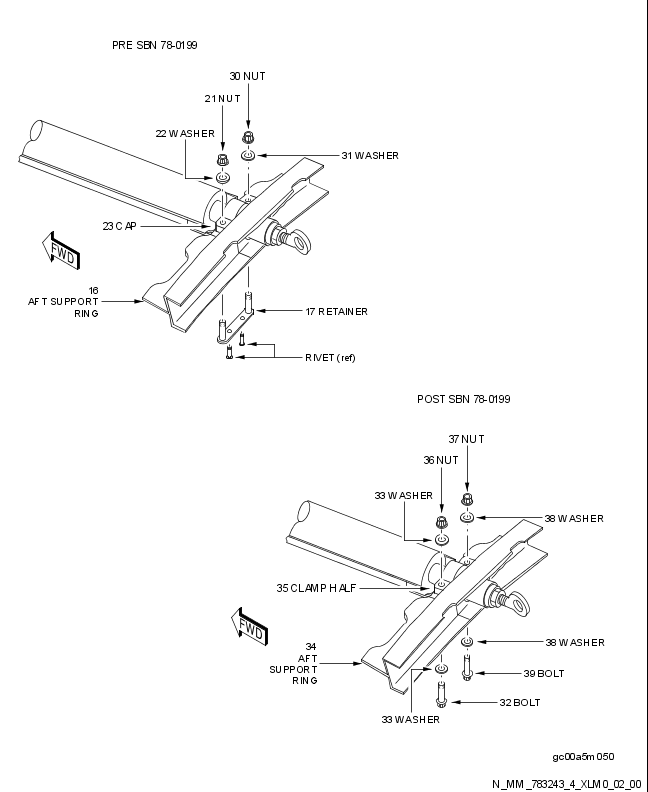 PRE SBN 78-0199
30 NUT
21 NUT
22 WASHER
31 WASHER
23 CAP
FWD
16
AFT SUPPORT
RING
17 RETAINER
RIVET (ref)
POST SBN 78-0199
37 NUT
36 NUT
33 WASHER
38 WASHER
35 CLAMP HALF
FWD
34
AFT
SUPPORT
RING
38 WASHER
39 BOLT
32 BOLT
33 WASHER
gc00a5m050
N_MM_783243_4_XLM0_02_00